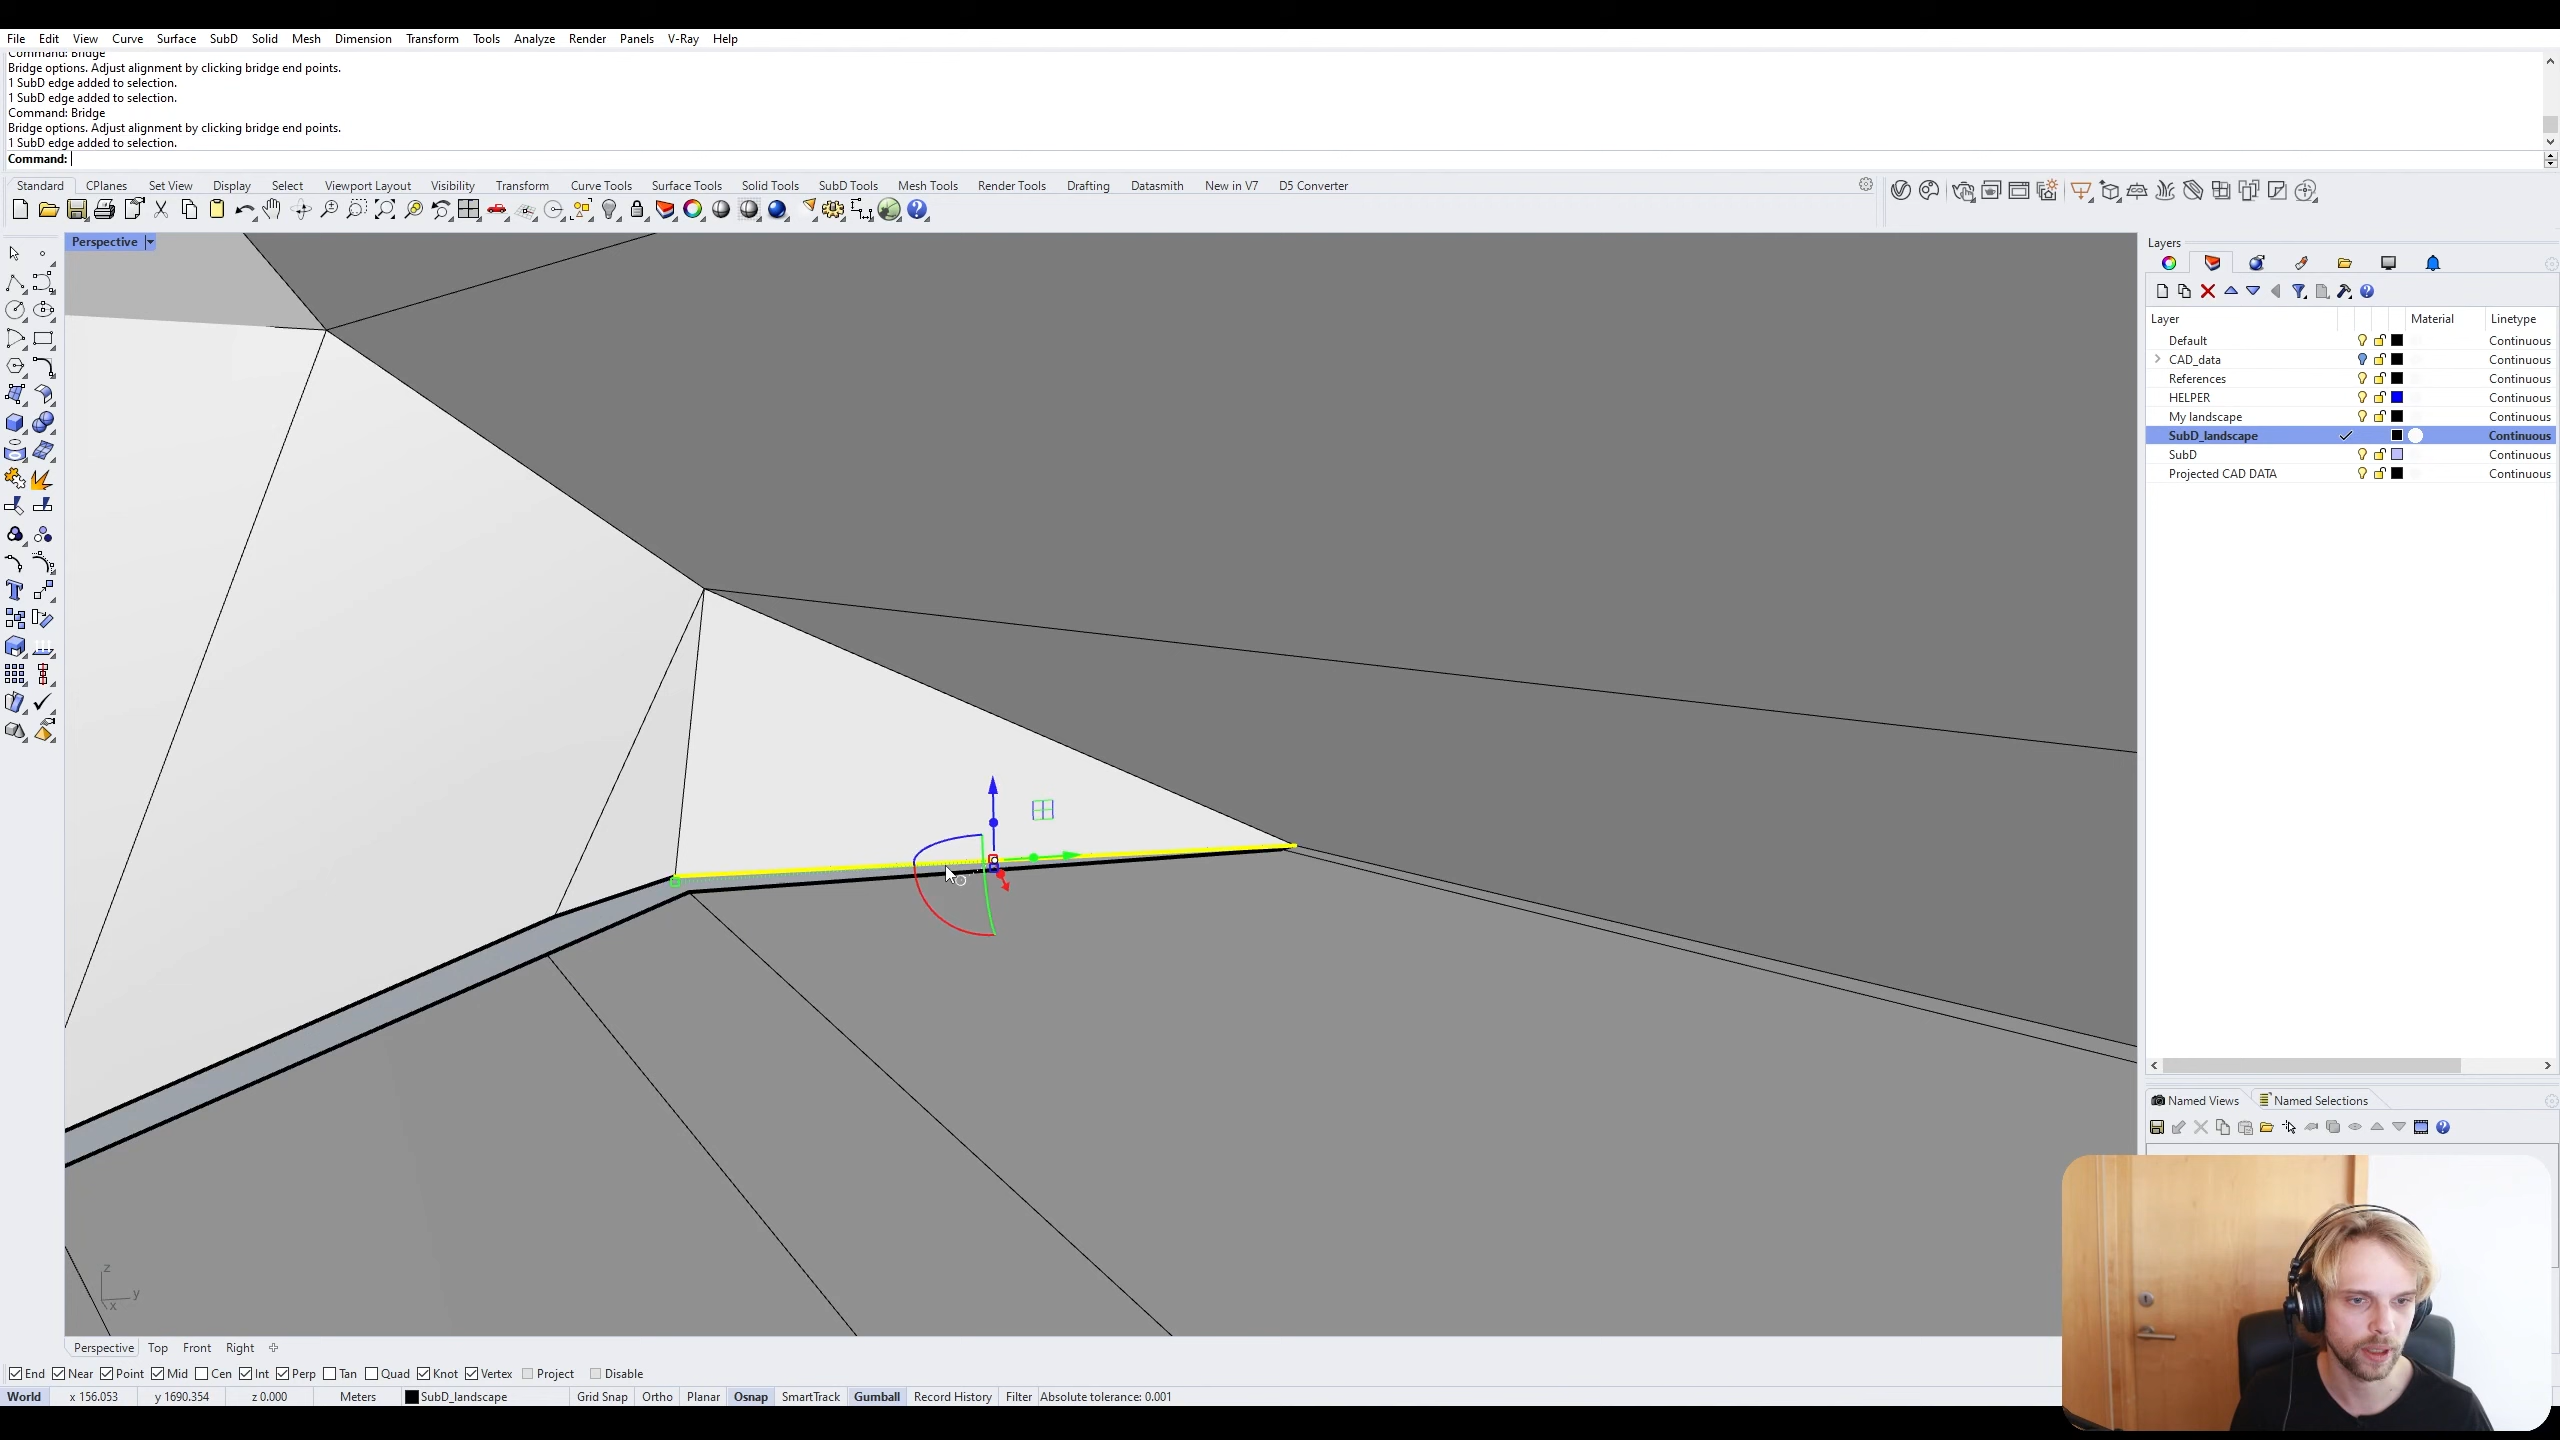 File Edit View Curve Surface SubD Solid Mesh Dimension Transform Tools Analyze Render Panels V-Ray Help
Command: Bridge
Bridge options. Adjust alignment by clicking bridge end points.
1 SubD edge added to selection.
1 SubD edge added to selection.
Command: Bridge
Bridge options. Adjust alignment by clicking bridge end points.
1 SubD edge added to selection.
Command:
Standard CPlanes Set View Display Select Viewport Layout Visibility Transform Curve Tools Surface Tools Solid Tools SubD Tools Mesh Tools Render Tools Drafting Datasmith New in V7 D5 Converter
Perspective
Layers
Layer Material Linetype
Default Continuous
CAD_data Continuous
References Continuous
HELPER Continuous
My landscape Continuous
SubD_landscape Continuous
SubD Continuous
Projected CAD DATA Continuous
Named Views Named Selections
z
y
x
Perspective Top Front Right
End Near Point Mid Cen Int Perp Tan Quad Knot Vertex Project Disable
World x 156.053 y 1690.354 z 0.000 Meters SubD_landscape Grid Snap Ortho Planar Osnap SmartTrack Gumball Record History Filter Absolute tolerance: 0.001